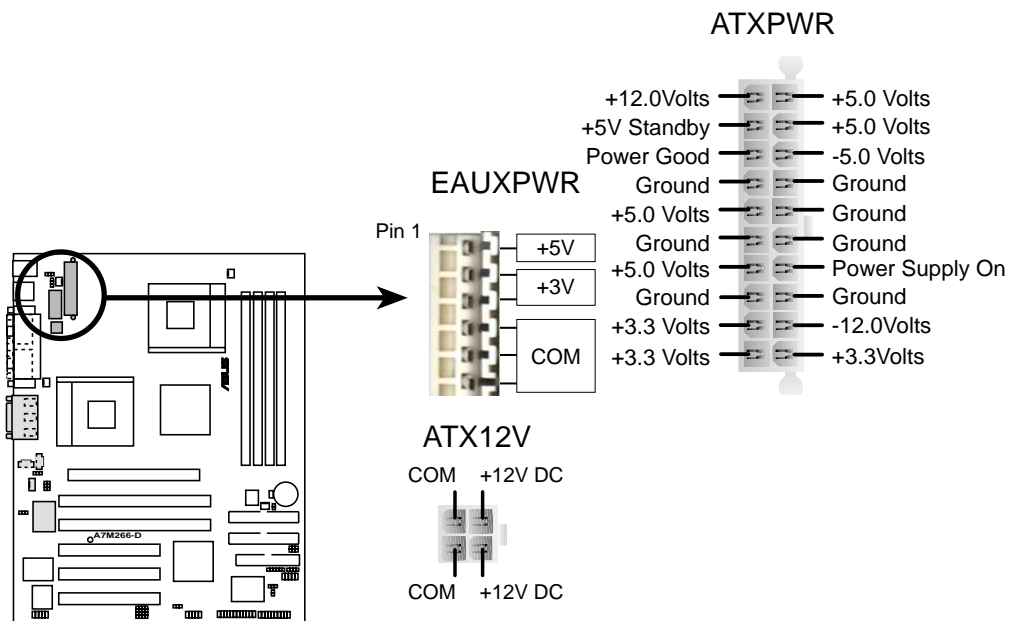 ATXPWR
+12.0Volts
+5.0 Volts
+5V Standby
+5.0 Volts
Power Good
-5.0 Volts
Ground
Ground
+5.0 Volts
Ground
Ground
Ground
+5.0 Volts
Power Supply On
Ground
Ground
+3.3 Volts
-12.0Volts
+3.3 Volts
+3.3Volts
EAUXPWR
Pin 1
+5V
+3V
COM
ATX12V
COM +12V DC
COM +12V DC
ASUS
A7M266-D